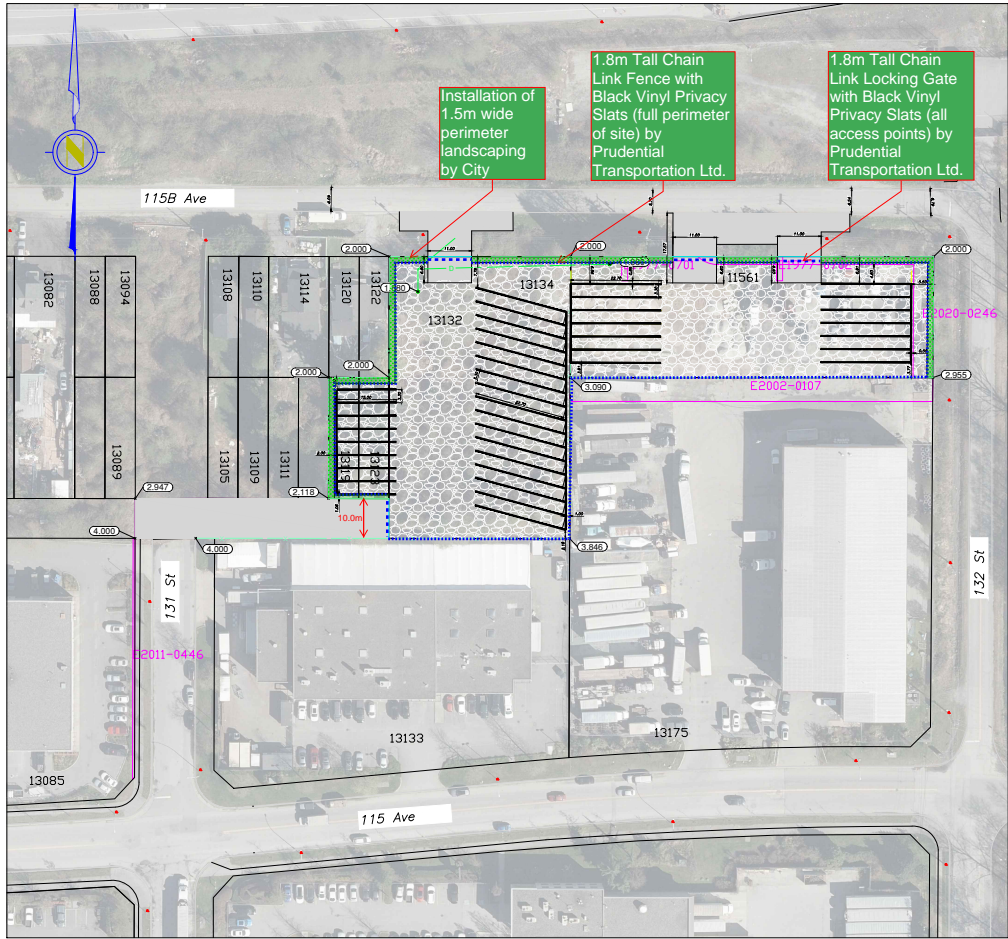 Installation of
1.5m wide
perimeter
landscaping
by City
1.8m Tall Chain
Link Fence with
Black Vinyl Privacy
Slats (full perimeter
of site) by
Prudential
Transportation Ltd.
1.8m Tall Chain
Link Locking Gate
with Black Vinyl
Privacy Slats (all
access points) by
Prudential
Transportation Ltd.
115B Ave
2.000
2.000
2.000
13082
13088
13094
13108
13110
13114
13120
13122
13132
13134
11561
E2020-0246
2.000
3.090
E2002-0107
2.955
13089
13105
13109
13111
13119
13123
2.947
2.118
10.0m
4.000
4.000
3.846
131 St
132 St
E2011-0446
13133
13175
13085
115 Ave